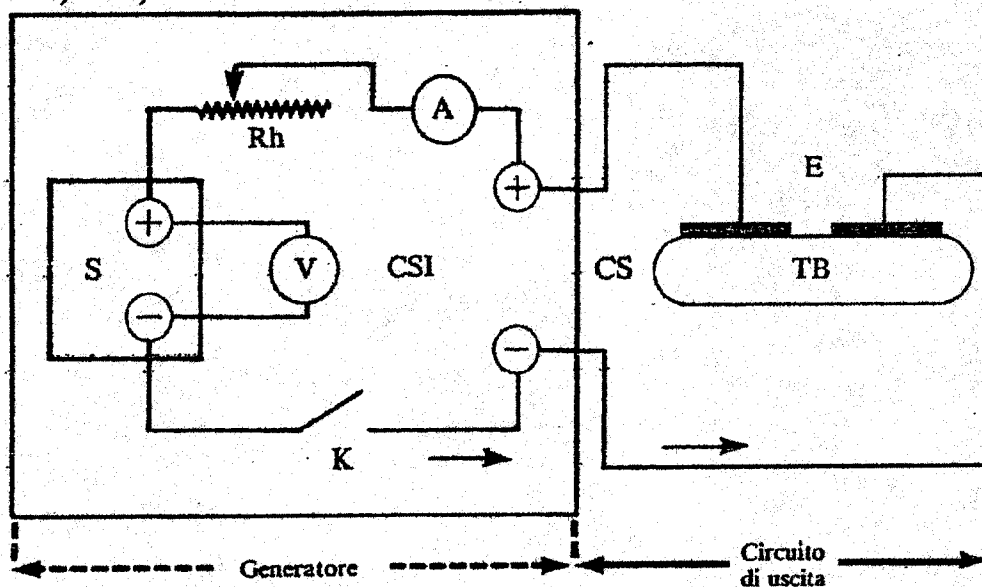 Rh
A
+
E
+
S
V
CSI
CS
TB
−
−
K
Generatore
Circuito
di uscita